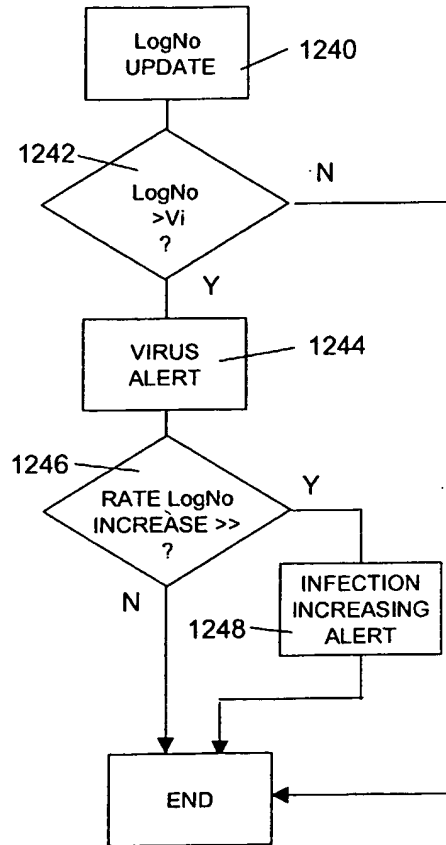 LogNo
UPDATE
1240
1242
LogNo
>Vi
?
N
Y
VIRUS
ALERT
1244
1246
RATE LogNo
INCREASE >>
?
Y
N
INFECTION
INCREASING
ALERT
1248
END